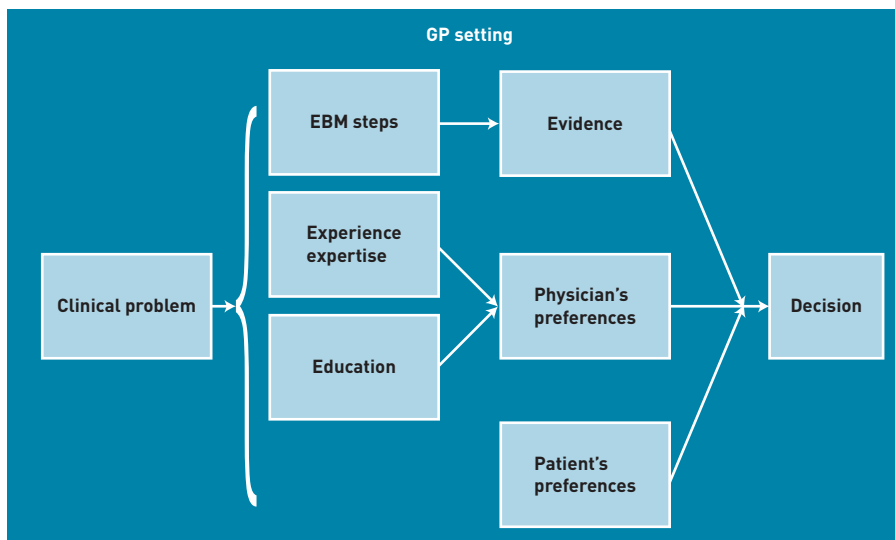 GP setting
EBM steps
Evidence
Experience
expertise
Clinical problem
Physician's
preferences
Decision
Education
Patient's
preferences